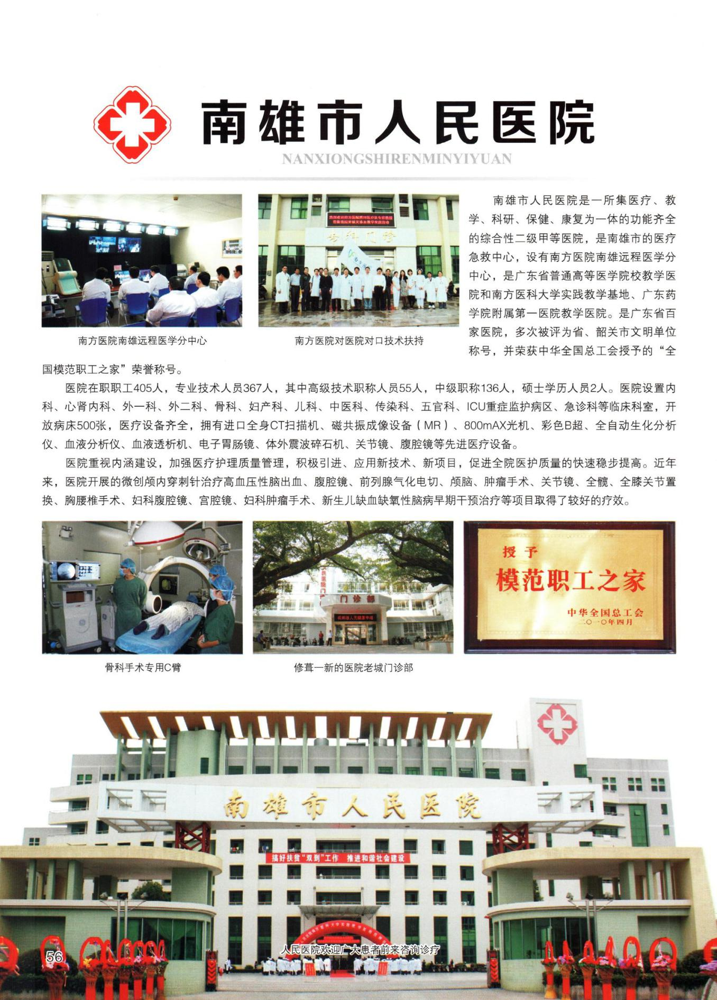 南雄市人民医院
NANXIONGSHIRENMINYIYUAN
专科门诊
南方医院南雄远程医学分中心
南方医院对医院对口技术扶持
南雄市人民医院是一所集医疗、教
学、科研、保健、康复为一体的功能齐全
的综合性二级甲等医院，是南雄市的医疗
急救中心，设有南方医院南雄远程医学分
中心，是广东省普通高等医学院校教学医
院和南方医科大学实践教学基地、广东药
学院附属第一医院教学医院。是广东省百
家医院，多次被评为省、韶关市文明单位
称号，并荣获中华全国总工会授予的“全
国模范职工之家”荣誉称号。
医院在职职工405人，专业技术人员367人，其中高级技术职称人员55人，中级职称136人，硕士学历人员2人。医院设置内
科、心肾内科、外一科、外二科、骨科、妇产科、儿科、中医科、传染科、五官科、ICU重症监护病区、急诊科等临床科室，开
放病床500张，医疗设备齐全，拥有进口全身CT扫描机、磁共振成像设备（MR）、800mAX光机、彩色B超、全自动生化分析
仪、血液分析仪、血液透析机、电子胃肠镜、体外震波碎石机、关节镜、腹腔镜等先进医疗设备。
医院重视内涵建设，加强医疗护理质量管理，积极引进、应用新技术、新项目，促进全院医护质量的快速稳步提高。近年
来，医院开展的微创颅内穿刺针治疗高血压性脑出血、腹腔镜、前列腺气化电切、颅脑、肿瘤手术、关节镜、全髋、全膝关节置
换、胸腰椎手术、妇科腹腔镜、宫腔镜、妇科肿瘤手术、新生儿缺血缺氧性脑病早期干预治疗等项目取得了较好的疗效。
门诊部
授予
模范职工之家
中华全国总工会
二〇一〇年四月
骨科手术专用C臂
修葺一新的医院老城门诊部
南雄市人民医院
搞好扶贫“双到”工作 推进和谐社会建设
人民医院欢迎广大患者前来咨询诊疗
56